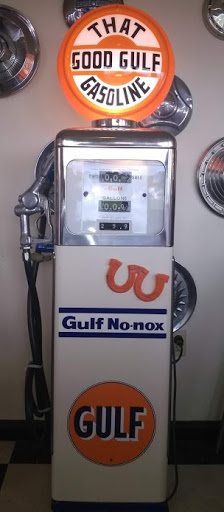 THAT
GOOD GULF
GASOLINE
GALLONS
Gulf No-nox
GULF